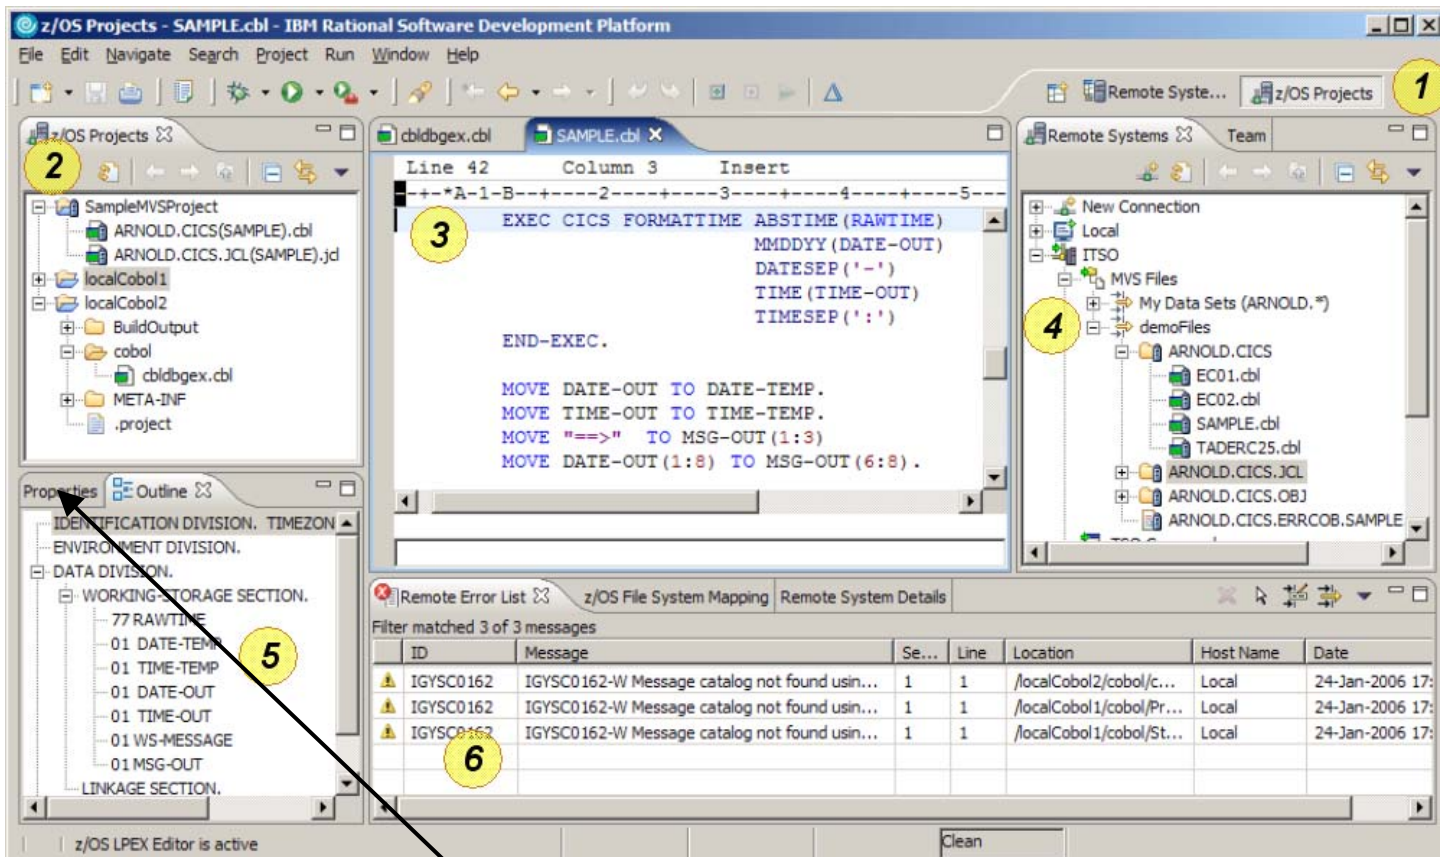 z/OS Projects - SAMPLE.cbl - IBM Rational Software Development Platform
File Edit Navigate Search Project Run Window Help
Remote Syste... z/OS Projects
1
z/OS Projects
2
SampleMVSProject
ARNOLD.CICS(SAMPLE).cbl
ARNOLD.CICS.JCL(SAMPLE).jcl
localCobol1
localCobol2
BuildOutput
cobol
cbldbgex.cbl
META-INF
.project
cbldbgex.cbl SAMPLE.cbl
Line 42 Column 3 Insert
-+-*A-1-B--+----2----+----3----+----4----+----5---
3
EXEC CICS FORMATTIME ABSTIME(RAWTIME)
MMDDYY(DATE-OUT)
DATESEP('-')
TIME(TIME-OUT)
TIMESEP(':')
END-EXEC.
MOVE DATE-OUT TO DATE-TEMP.
MOVE TIME-OUT TO TIME-TEMP.
MOVE "==>" TO MSG-OUT(1:3)
MOVE DATE-OUT(1:8) TO MSG-OUT(6:8).
Remote Systems Team
New Connection
Local
ITSO
MVS Files
My Data Sets (ARNOLD.*)
4
demoFiles
ARNOLD.CICS
EC01.cbl
EC02.cbl
SAMPLE.cbl
TADERC25.cbl
ARNOLD.CICS.JCL
ARNOLD.CICS.OBJ
ARNOLD.CICS.ERRCOB.SAMPLE
Properties Outline
IDENTIFICATION DIVISION. TIMEZON
ENVIRONMENT DIVISION.
DATA DIVISION.
WORKING-STORAGE SECTION.
77 RAWTIME
01 DATE-TEMP
5
01 TIME-TEMP
01 DATE-OUT
01 TIME-OUT
01 WS-MESSAGE
01 MSG-OUT
LINKAGE SECTION.
Remote Error List z/OS File System Mapping Remote System Details
Filter matched 3 of 3 messages
ID Message Se... Line Location Host Name Date
IGYSC0162 IGYSC0162-W Message catalog not found usin... 1 1 /localCobol2/cobol/c... Local 24-Jan-2006 17:
IGYSC0162 IGYSC0162-W Message catalog not found usin... 1 1 /localCobol1/cobol/Pr... Local 24-Jan-2006 17:
IGYSC0162 IGYSC0162-W Message catalog not found usin... 1 1 /localCobol1/cobol/St... Local 24-Jan-2006 17:
6
z/OS LPEX Editor is active Clean